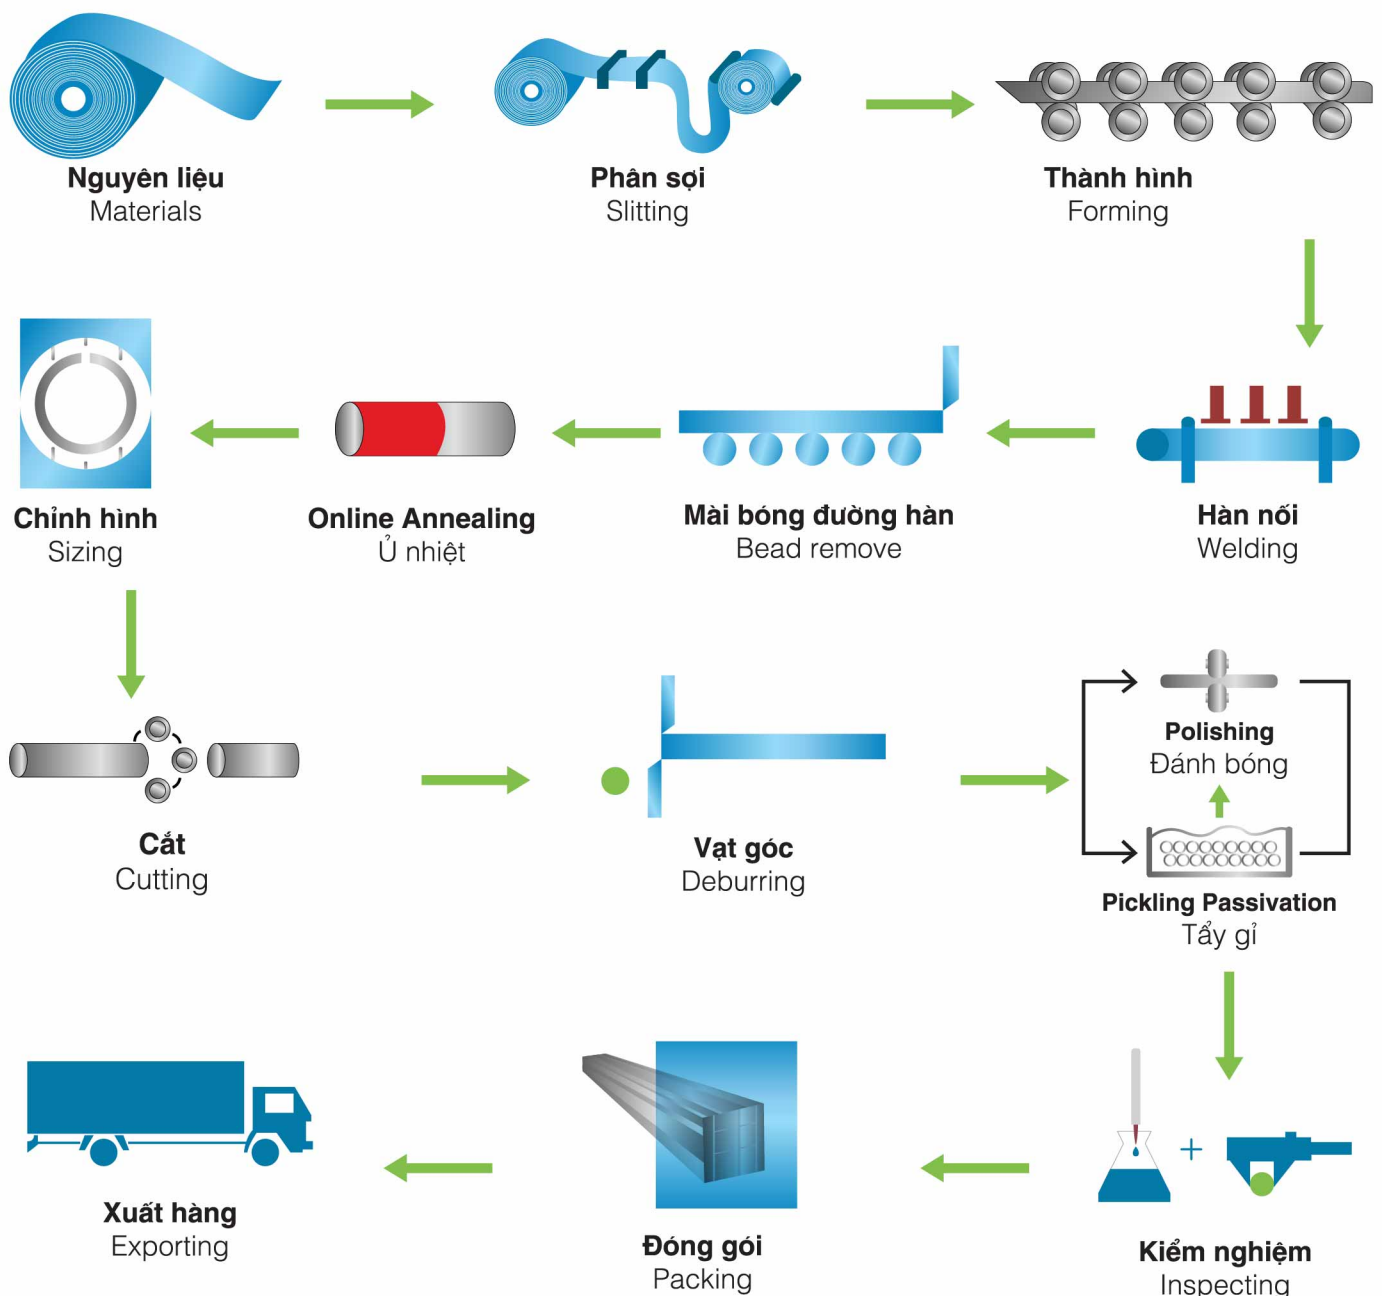 Nguyên liệu
Materials
Phân sợi
Slitting
Thành hình
Forming
Chỉnh hình
Sizing
Online Annealing
Ủ nhiệt
Mài bóng đường hàn
Bead remove
Hàn nối
Welding
Cắt
Cutting
Vạt góc
Deburring
Polishing
Đánh bóng
Pickling Passivation
Tẩy gỉ
Xuất hàng
Exporting
Đóng gói
Packing
Kiểm nghiệm
Inspecting